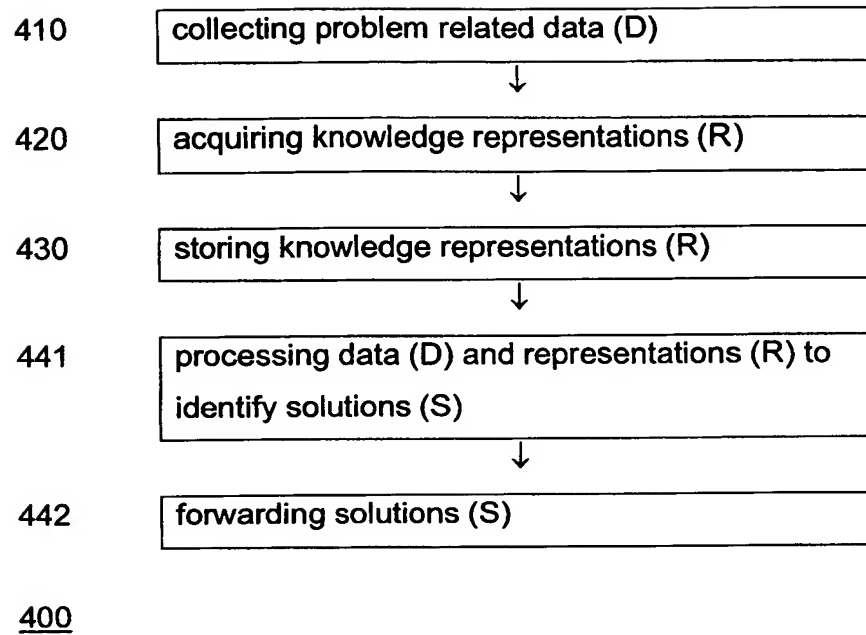 410 collecting problem related data (D)
↓
420 acquiring knowledge representations (R)
↓
430 storing knowledge representations (R)
↓
441 processing data (D) and representations (R) to
identify solutions (S)
↓
442 forwarding solutions (S)
400